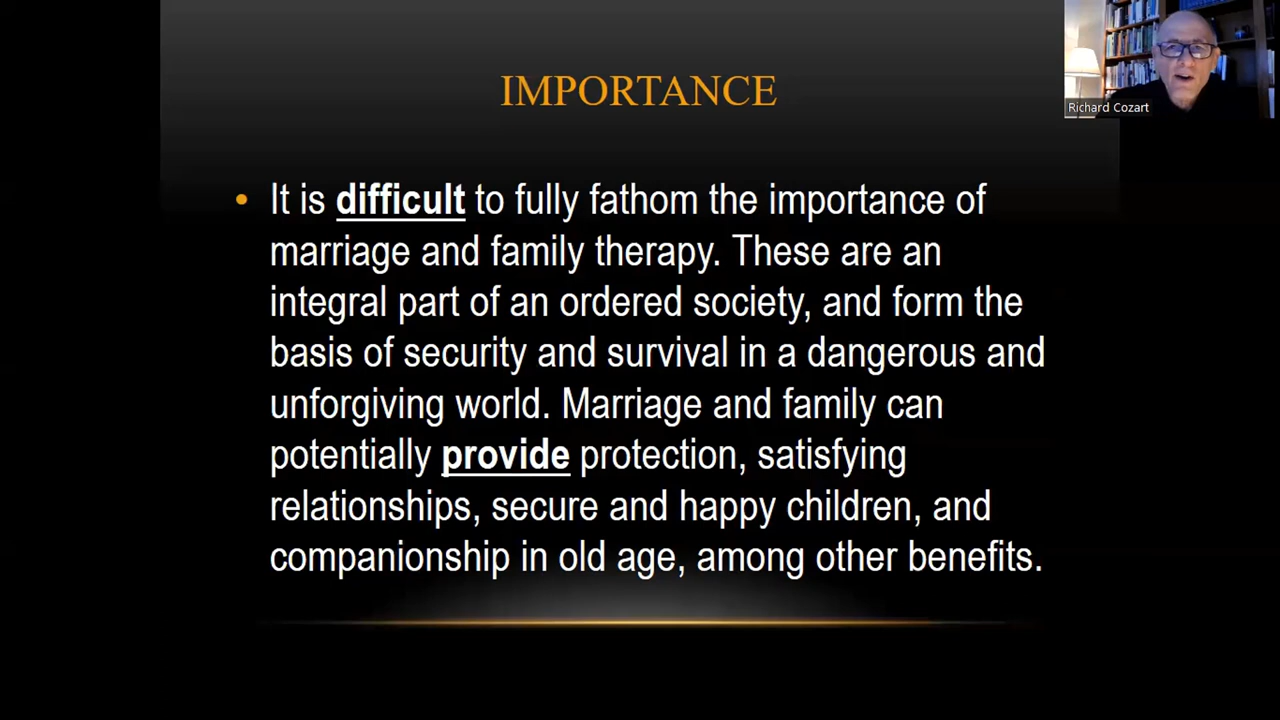 IMPORTANCE
Richard Cozart
• It is difficult to fully fathom the importance of
marriage and family therapy. These are an
integral part of an ordered society, and form the
basis of security and survival in a dangerous and
unforgiving world. Marriage and family can
potentially provide protection, satisfying
relationships, secure and happy children, and
companionship in old age, among other benefits.